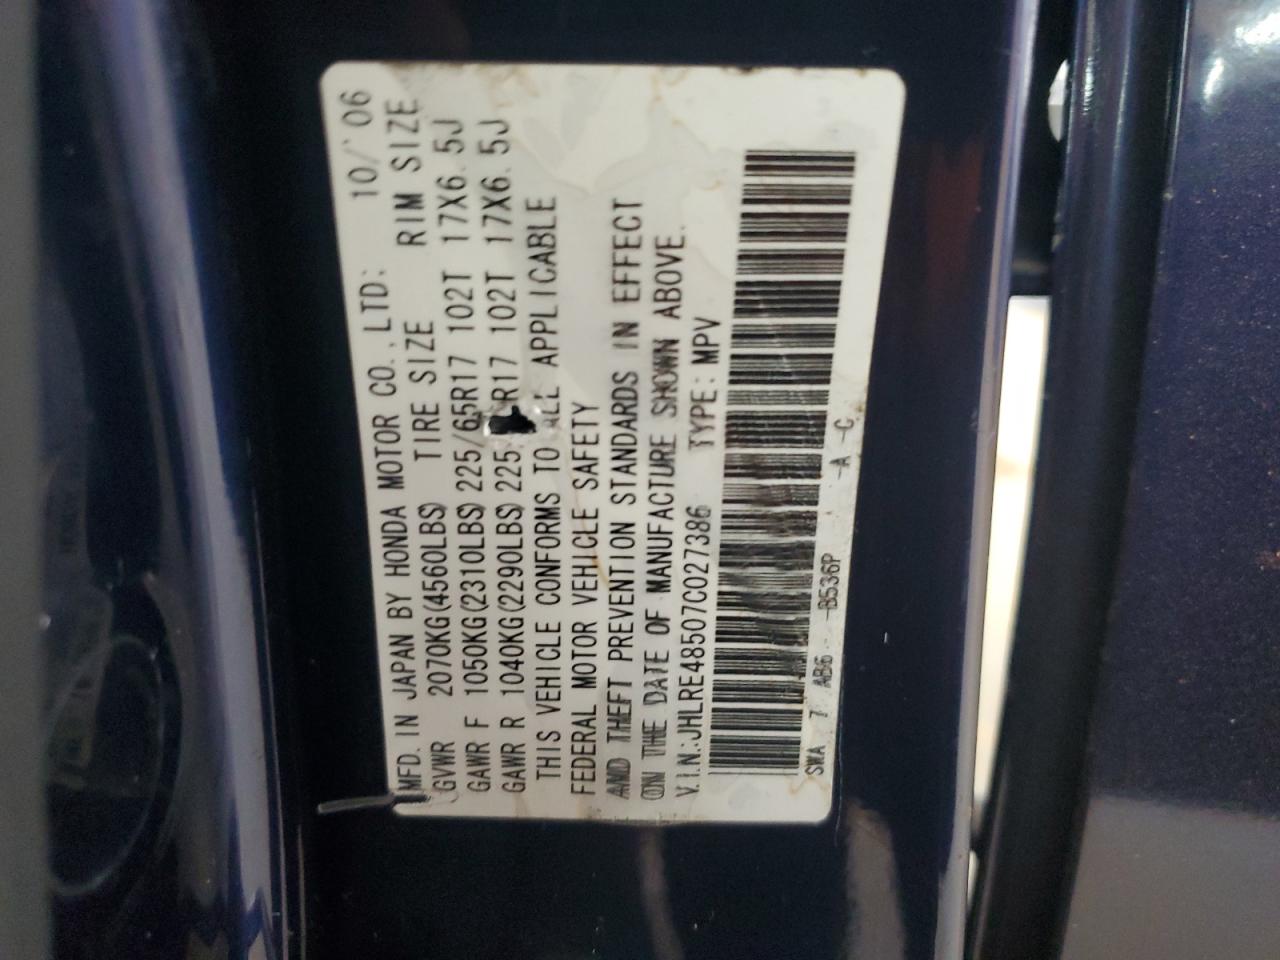 MFD. IN JAPAN BY HONDA MOTOR CO., LTD: 10/'06
GVWR 2070KG(4560LBS) TIRE SIZE RIM SIZE
GAWR F 1050KG(2310LBS) 225/65R17 102T 17X6.5J
GAWR R 1040KG(2290LBS) 225 R17 102T 17X6.5J
THIS VEHICLE CONFORMS TO ALL APPLICABLE
FEDERAL MOTOR VEHICLE SAFETY
AND THEFT PREVENTION STANDARDS IN EFFECT
ON THE DATE OF MANUFACTURE SHOWN ABOVE.
V.I.N.:JHLRE48507C027386 TYPE:MPV
SWA 7 AB6- -B536P -A -C